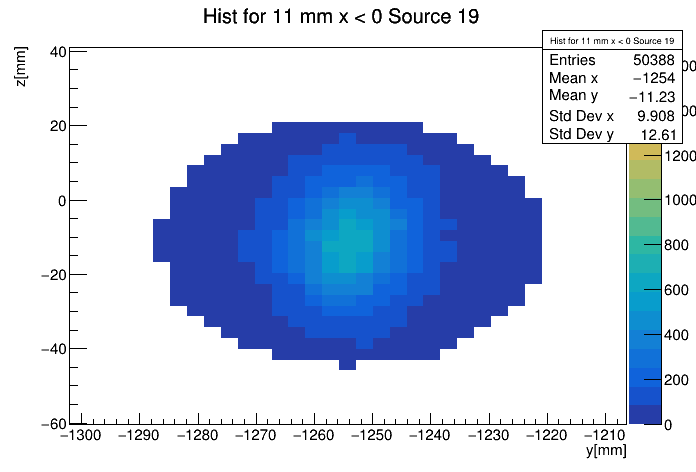 Hist for 11 mm x < 0 Source 19
z[mm]
40
20
0
−20
−40
−60
−1300 −1290 −1280 −1270 −1260 −1250 −1240 −1230 −1220 −1210
y[mm]
Hist for 11 mm x < 0 Source 19
Entries 50388
Mean x −1254
Mean y −11.23
Std Dev x 9.908
Std Dev y 12.61
1200
1000
800
600
400
200
0